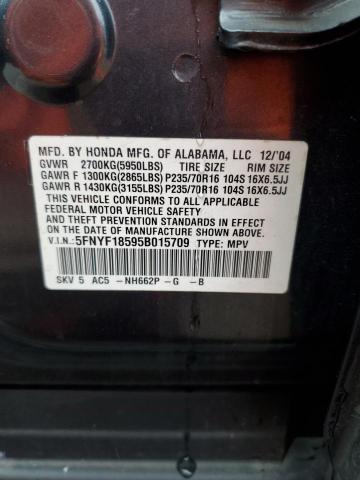 MFD. BY HONDA MFG. OF ALABAMA, LLC 12/'04
GVWR 2700KG(5950LBS) TIRE SIZE RIM SIZE
GAWR F 1300KG(2865LBS) P235/70R16 104S 16X6.5JJ
GAWR R 1430KG(3155LBS) P235/70R16 104S 16X6.5JJ
THIS VEHICLE CONFORMS TO ALL APPLICABLE
FEDERAL MOTOR VEHICLE SAFETY, BUMPER,
AND THEFT PREVENTION STANDARDS IN EFFECT
ON THE DATE OF MANUFACTURE SHOWN ABOVE.
V.I.N: 5FNYF18595B015709 TYPE: MPV
SKV 5 AC5 -NH662P -G -B